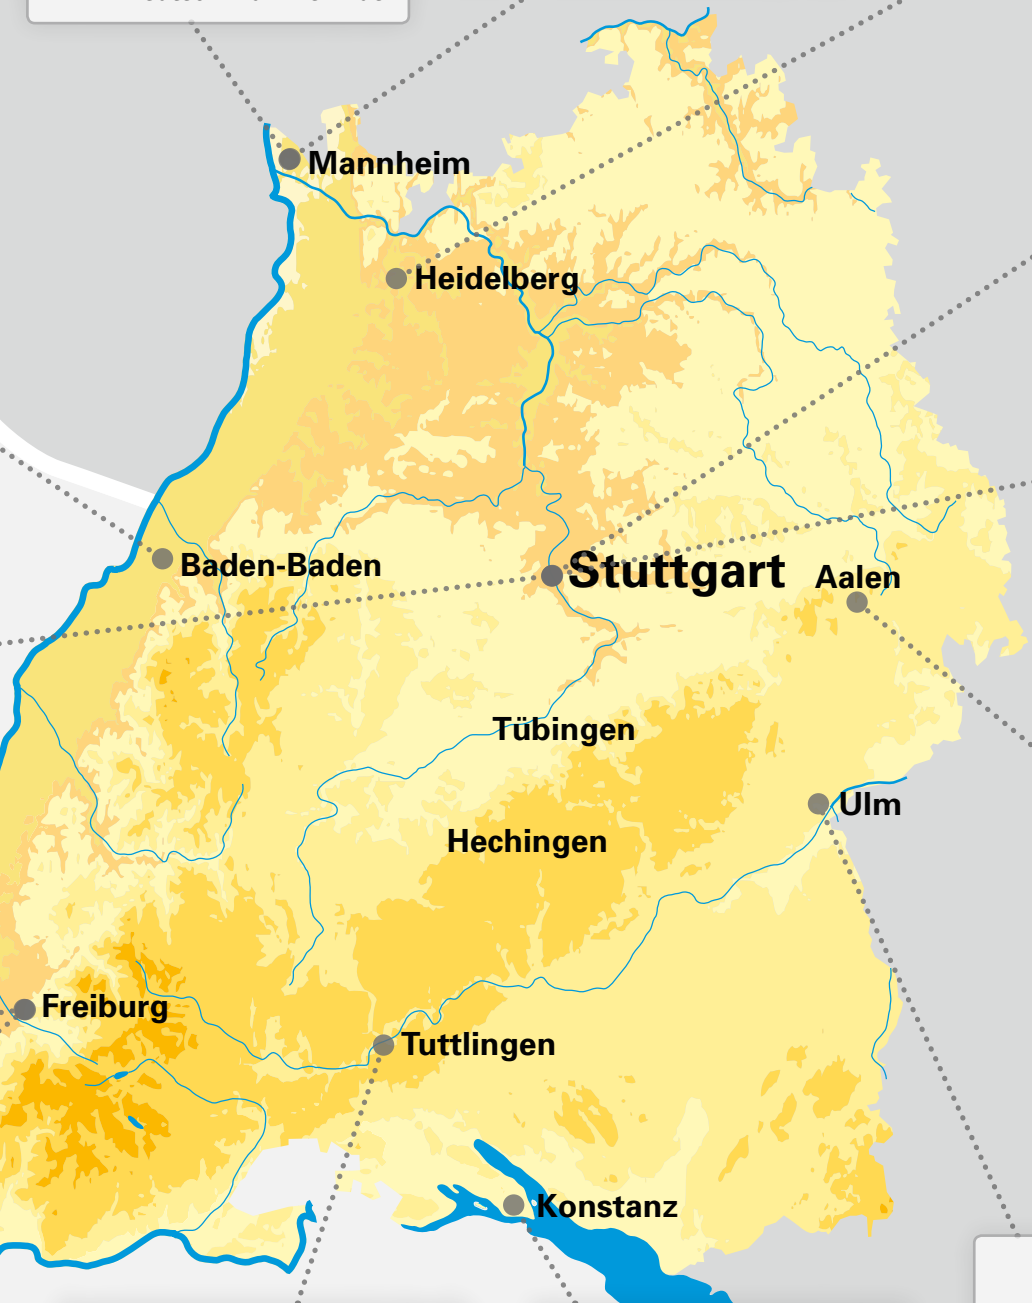 Mannheim
Heidelberg
Baden-Baden
Stuttgart
Aalen
Tübingen
Ulm
Hechingen
Freiburg
Tuttlingen
Konstanz